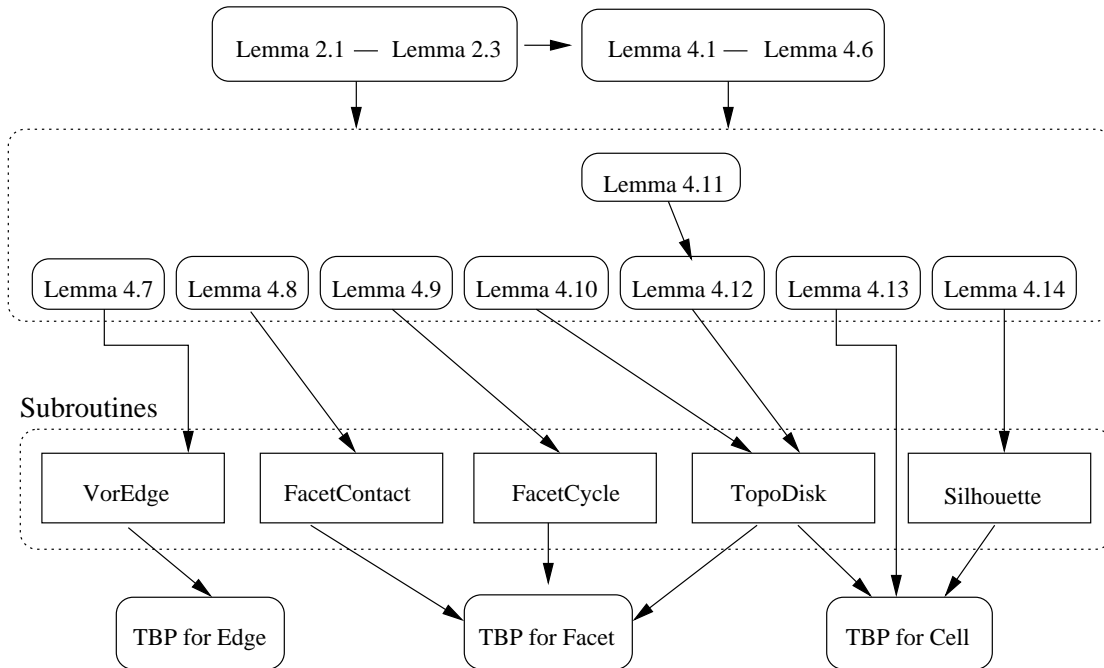 Lemma 2.1 — Lemma 2.3
Lemma 4.1 — Lemma 4.6
Lemma 4.11
Lemma 4.7
Lemma 4.8
Lemma 4.9
Lemma 4.10
Lemma 4.12
Lemma 4.13
Lemma 4.14
Subroutines
VorEdge
FacetContact
FacetCycle
TopoDisk
Silhouette
TBP for Edge
TBP for Facet
TBP for Cell